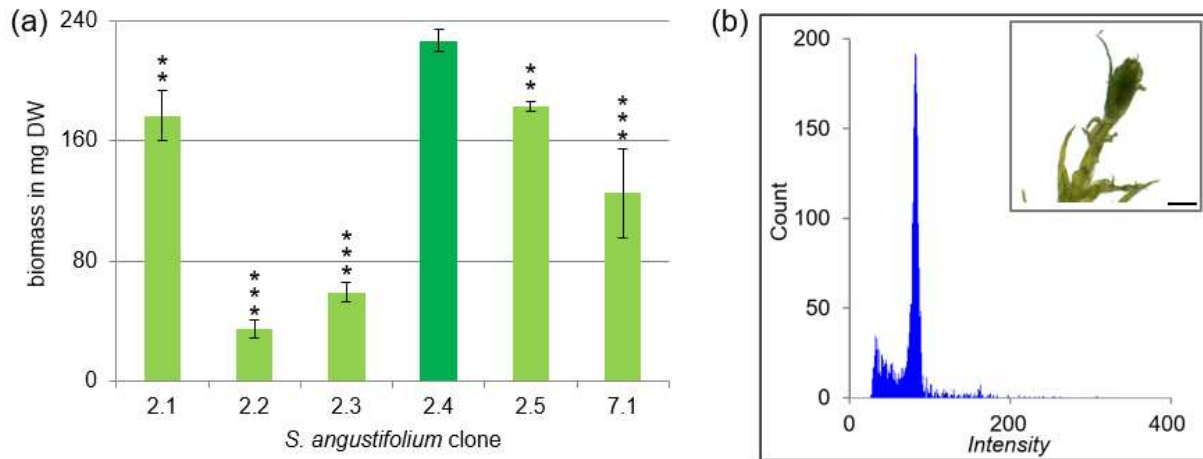 (a)
240
160
80
0
biomass in mg DW
**
***
***
**
***
2.1 2.2 2.3 2.4 2.5 7.1
S. angustifolium clone
(b)
200
150
100
50
0
Count
0 200 400
Intensity